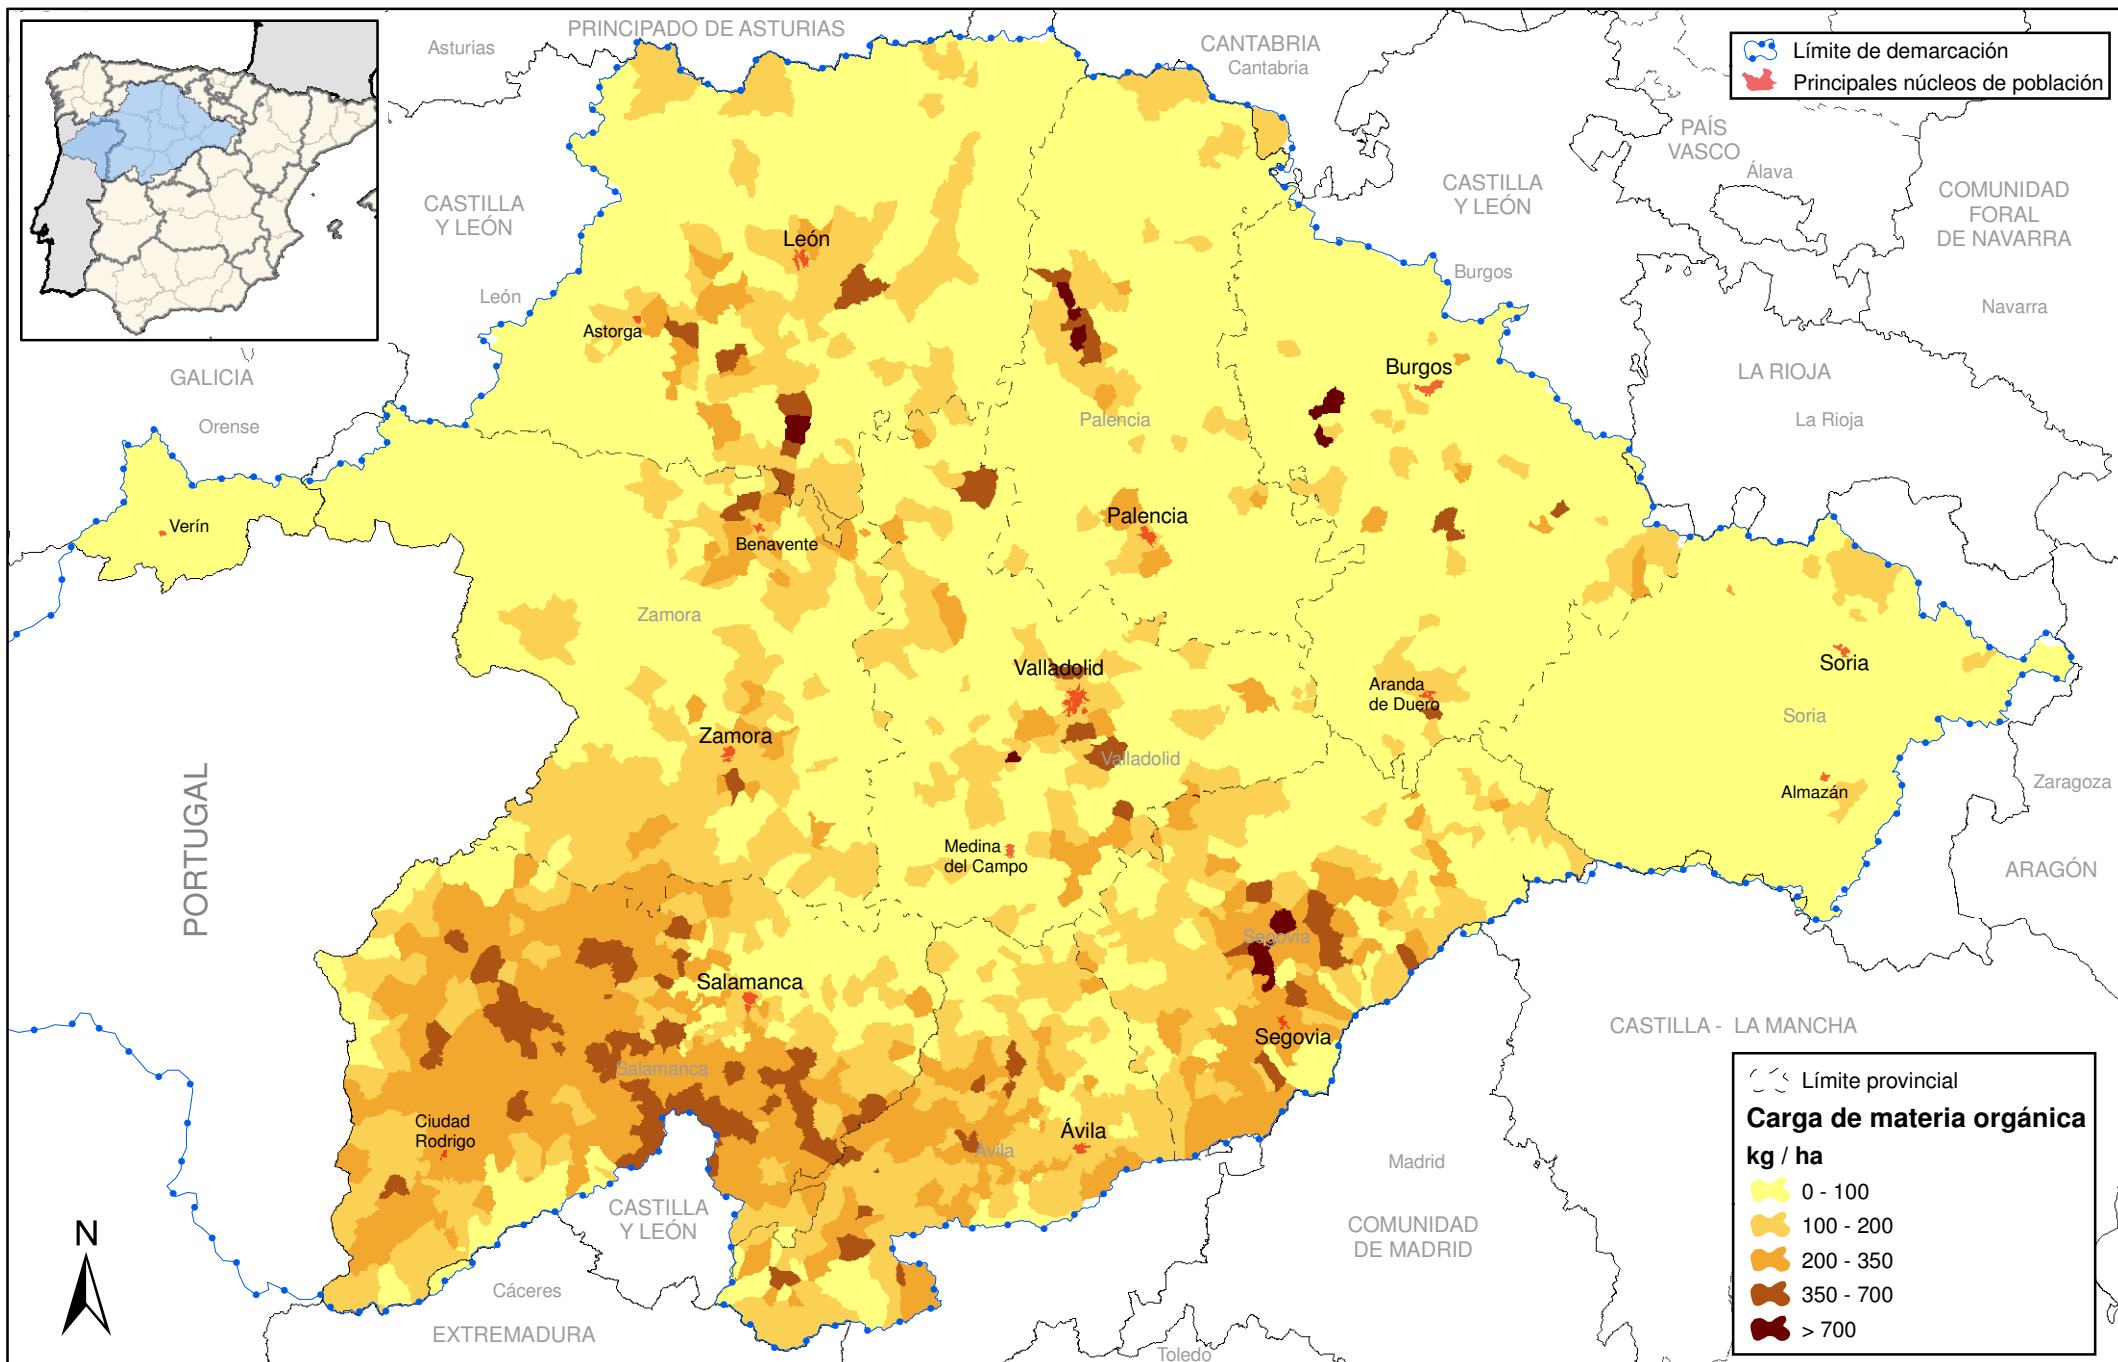 PRINCIPADO DE ASTURIAS
Asturias
CANTABRIA
Cantabria
Límite de demarcación
Principales núcleos de población
PAÍS
VASCO
Álava
CASTILLA
Y LEÓN
COMUNIDAD
FORAL
DE NAVARRA
CASTILLA
Y LEÓN
León
León
Burgos
Navarra
Astorga
GALICIA
Orense
Burgos
LA RIOJA
La Rioja
Palencia
Palencia
Verín
Benavente
Zamora
Valladolid
Aranda
de Duero
Soria
Soria
Zamora
Valladolid
PORTUGAL
Almazán
Zaragoza
Medina
del Campo
ARAGÓN
Segovia
Salamanca
Segovia
CASTILLA - LA MANCHA
Salamanca
Ciudad
Rodrigo
Ávila
Ávila
Madrid
CASTILLA
Y LEÓN
COMUNIDAD
DE MADRID
N
Cáceres
EXTREMADURA
Toledo
Límite provincial
Carga de materia orgánica
kg / ha
0 - 100
100 - 200
200 - 350
350 - 700
> 700